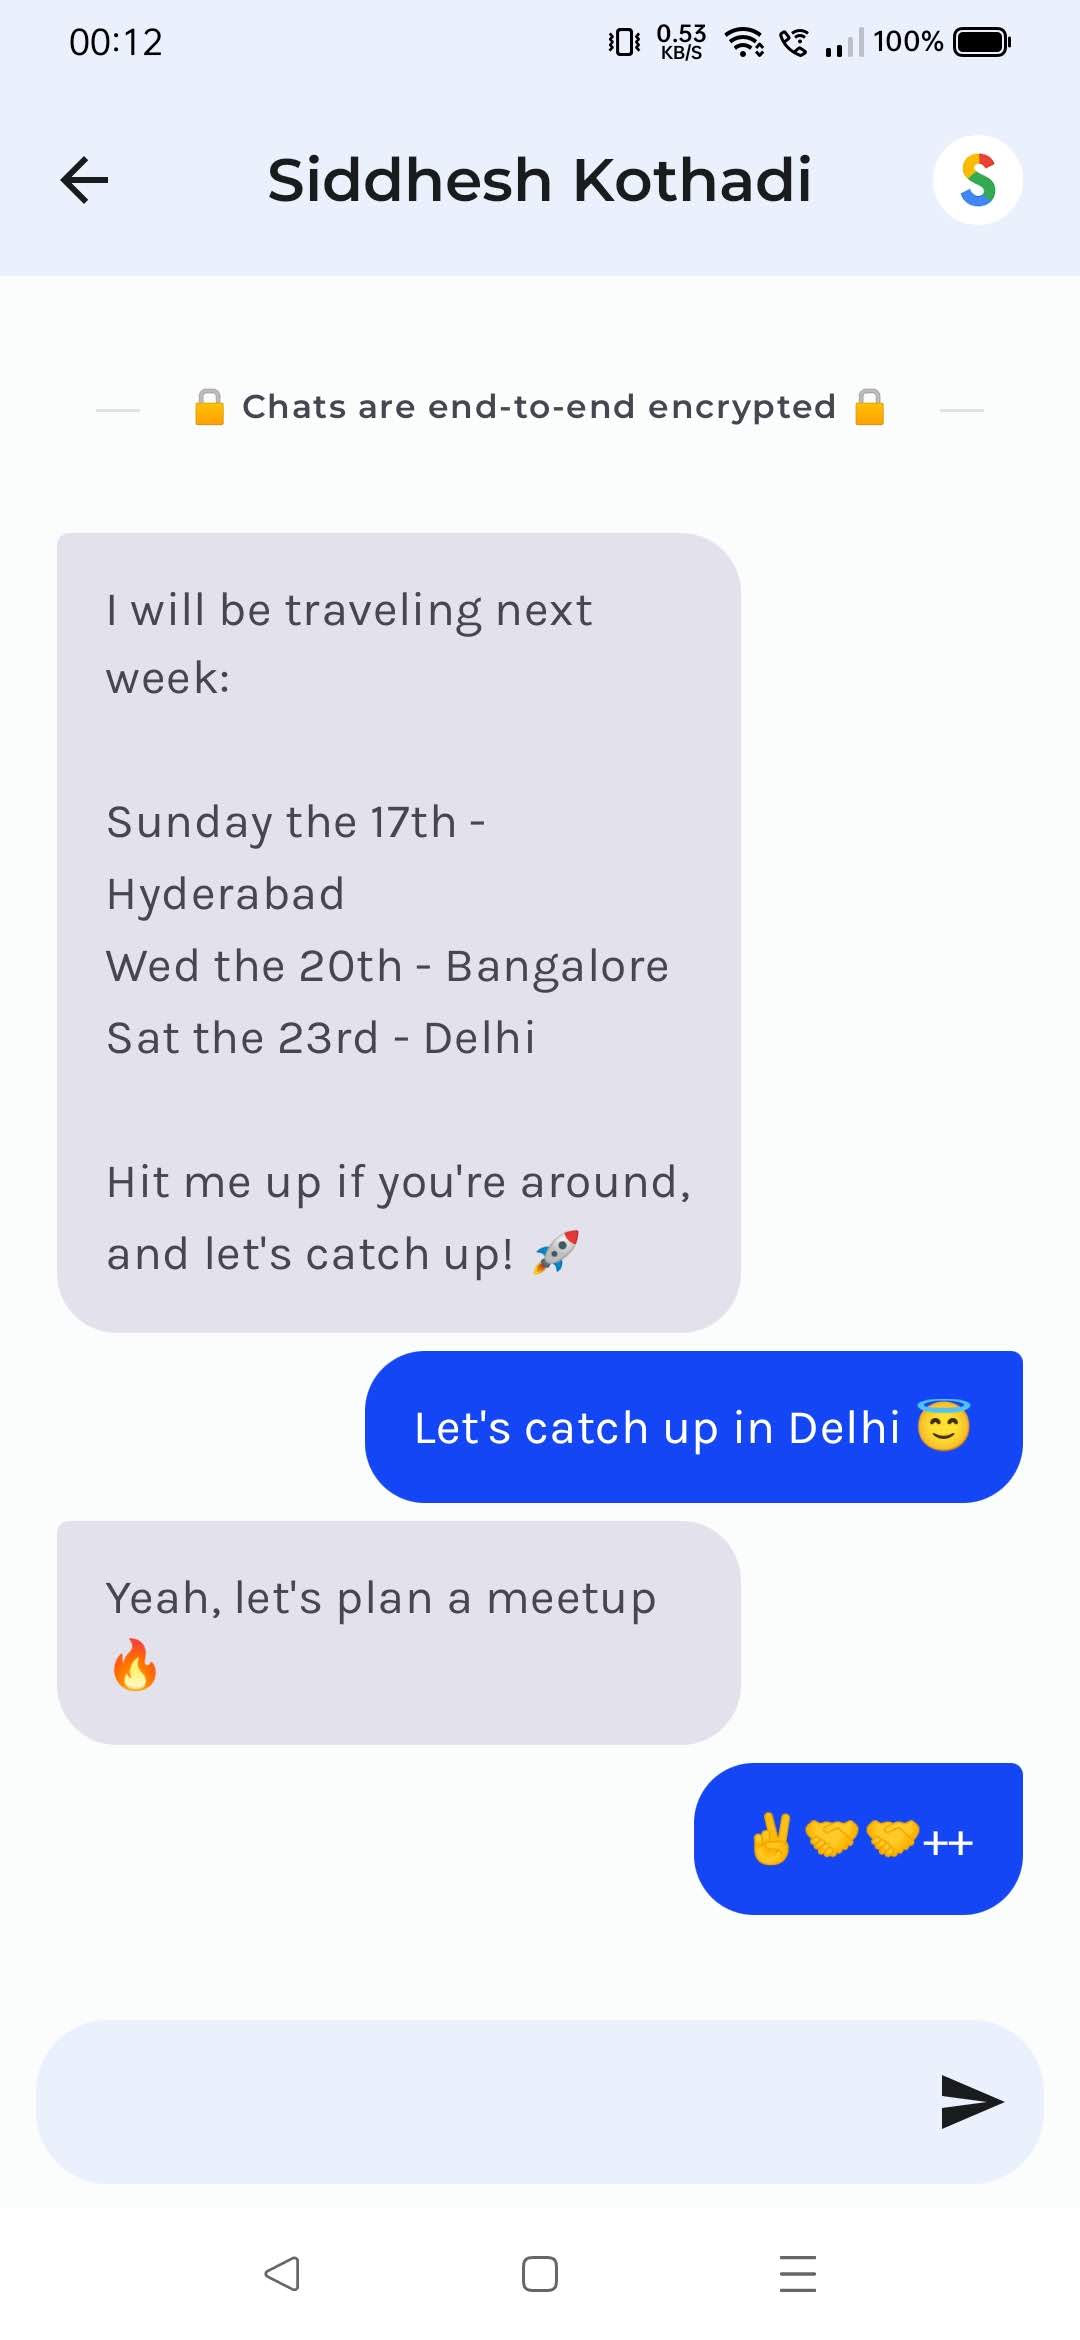 00:12 0.53 KB/S 100%
Siddhesh Kothadi
🔒 Chats are end-to-end encrypted 🔒
I will be traveling next
week:
Sunday the 17th -
Hyderabad
Wed the 20th - Bangalore
Sat the 23rd - Delhi
Hit me up if you're around,
and let's catch up! 🚀
Let's catch up in Delhi 😇
Yeah, let's plan a meetup
🔥
✌🤝🤝++